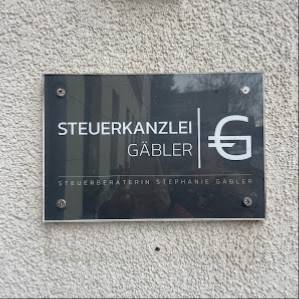 STEUERKANZLEI
GÄBLER
STEUERBERATERIN STEPHANIE GÄBLER